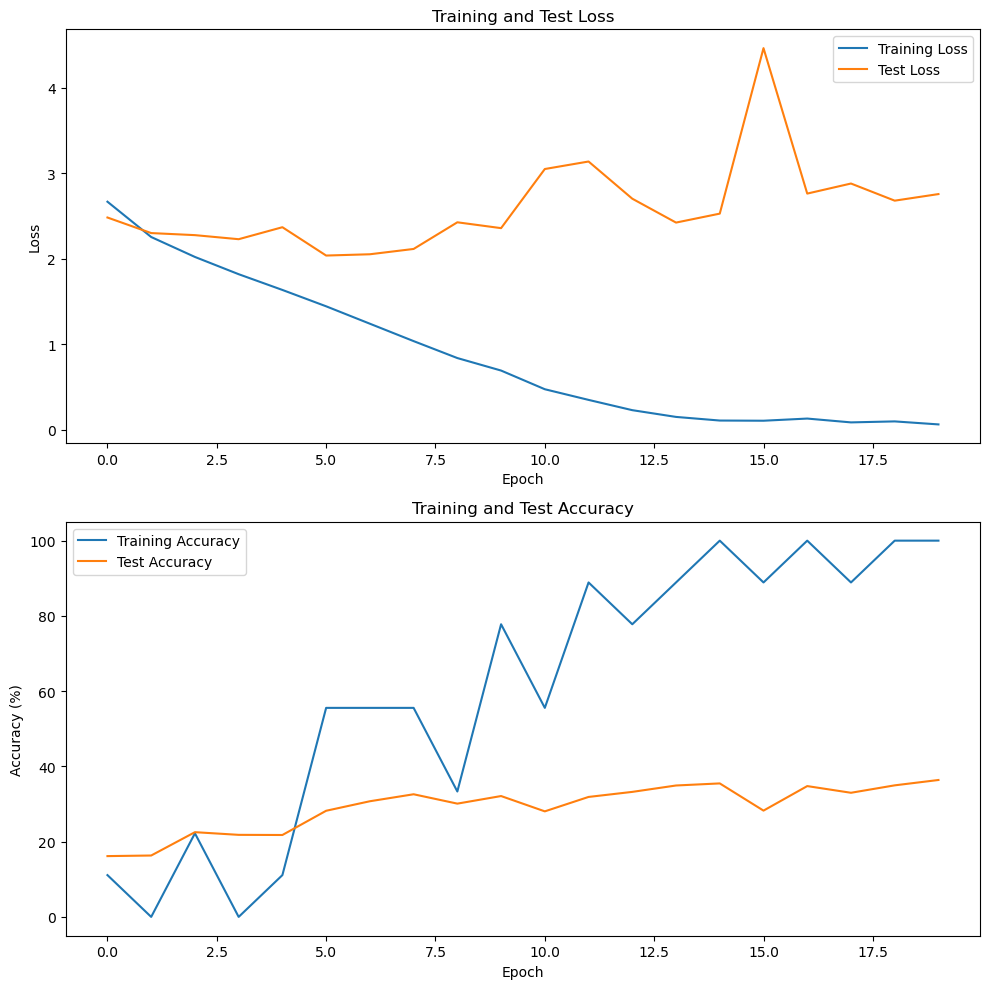 Training and Test Loss
Training Loss
Test Loss
4
3
2
1
0
Loss
0.0 2.5 5.0 7.5 10.0 12.5 15.0 17.5
Epoch
Training and Test Accuracy
Training Accuracy
Test Accuracy
100
80
60
40
20
0
Accuracy (%)
0.0 2.5 5.0 7.5 10.0 12.5 15.0 17.5
Epoch